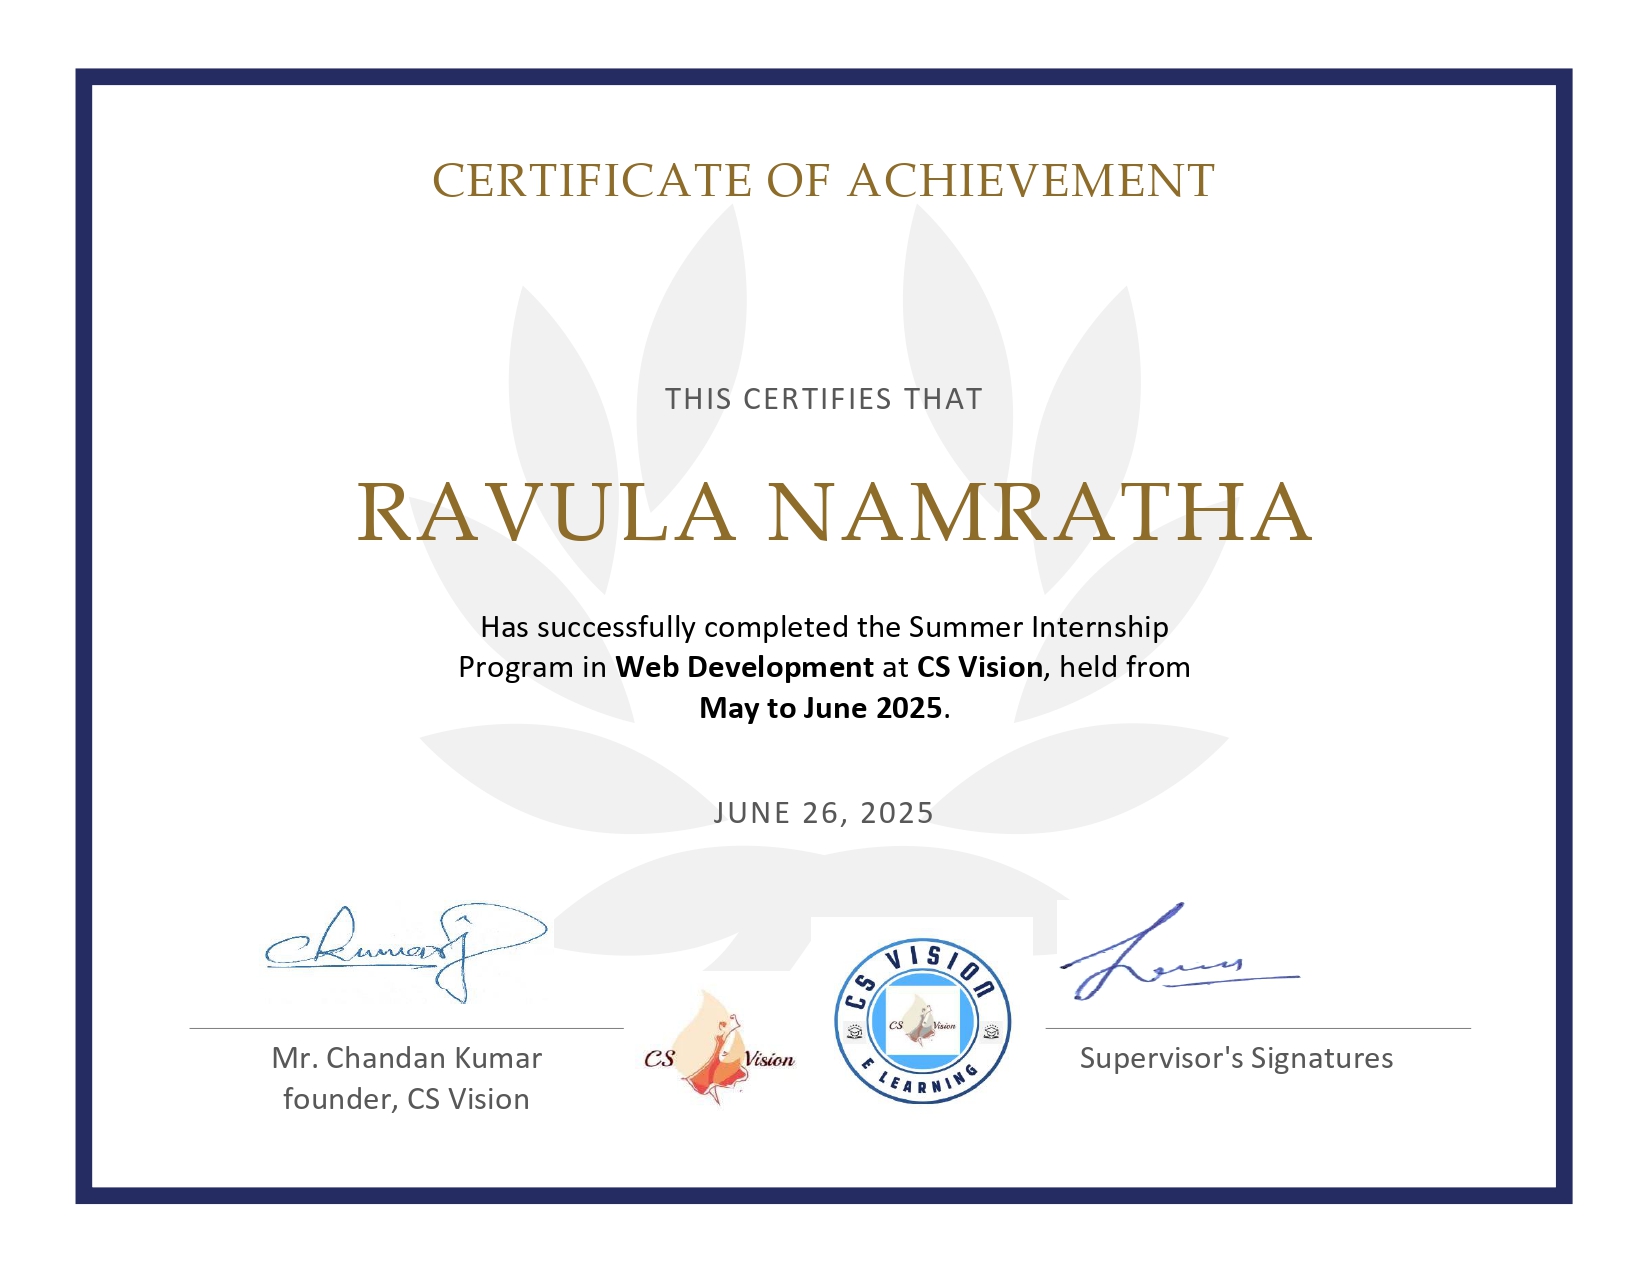 CERTIFICATE OF ACHIEVEMENT
THIS CERTIFIES THAT
RAVULA NAMRATHA
Has successfully completed the Summer Internship
Program in Web Development at CS Vision, held from
May to June 2025.
JUNE 26, 2025
CKumar
Mr. Chandan Kumar
founder, CS Vision
CS Vision
CS VISION
CS Vision
E LEARNING
Supervisor's Signatures